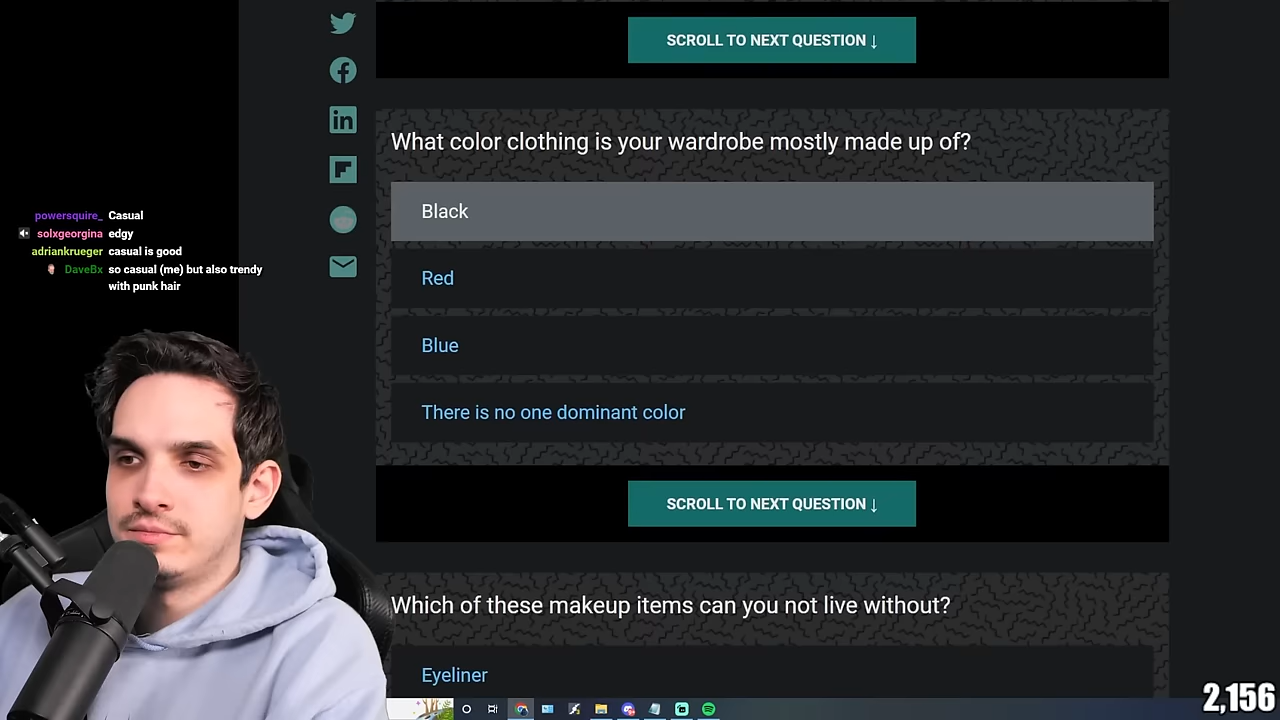 SCROLL TO NEXT QUESTION ↓
What color clothing is your wardrobe mostly made up of?
Black
Red
Blue
There is no one dominant color
SCROLL TO NEXT QUESTION ↓
Which of these makeup items can you not live without?
Eyeliner
powersquire_ Casual
solxgeorgina edgy
adriankrueger casual is good
DaveBx so casual (me) but also trendy
with punk hair
2,156